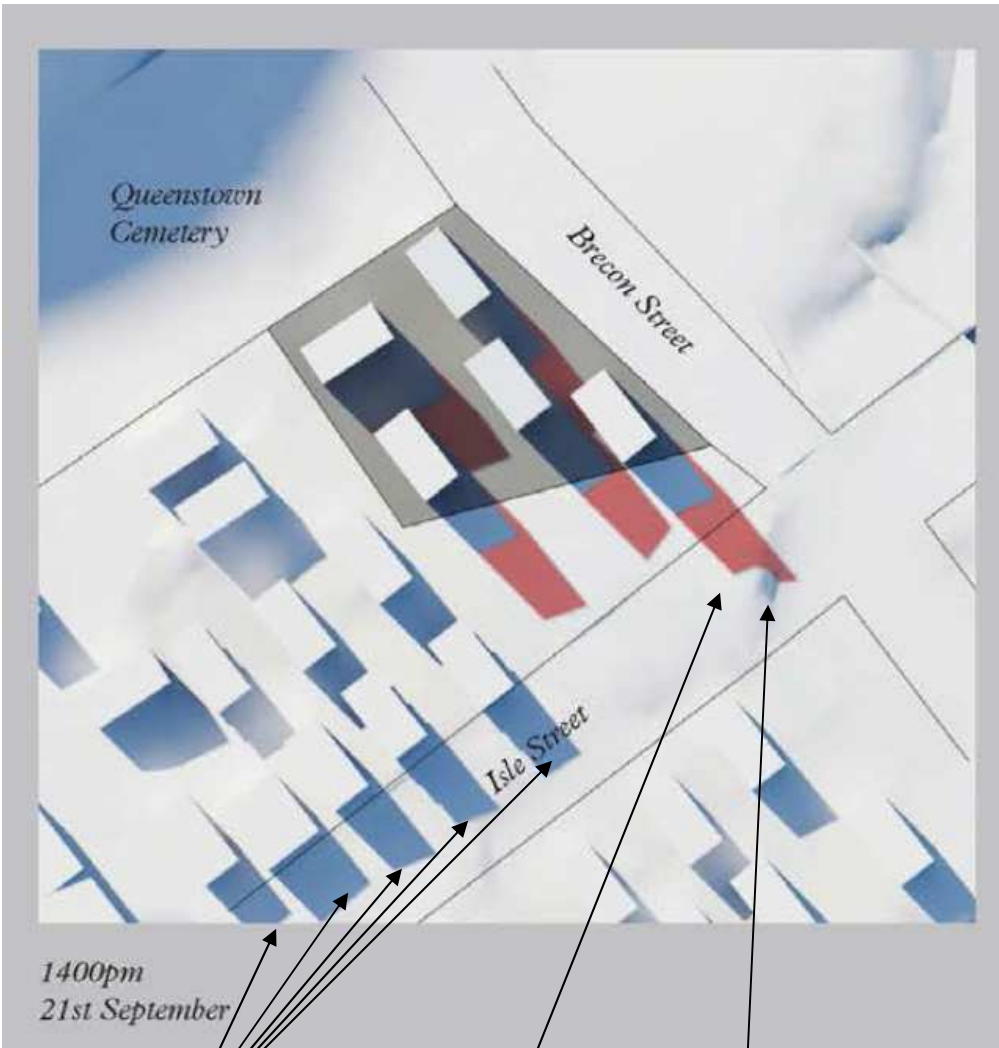 Queenstown
Cemetery
Brecon Street
Isle Street
1400pm
21st September